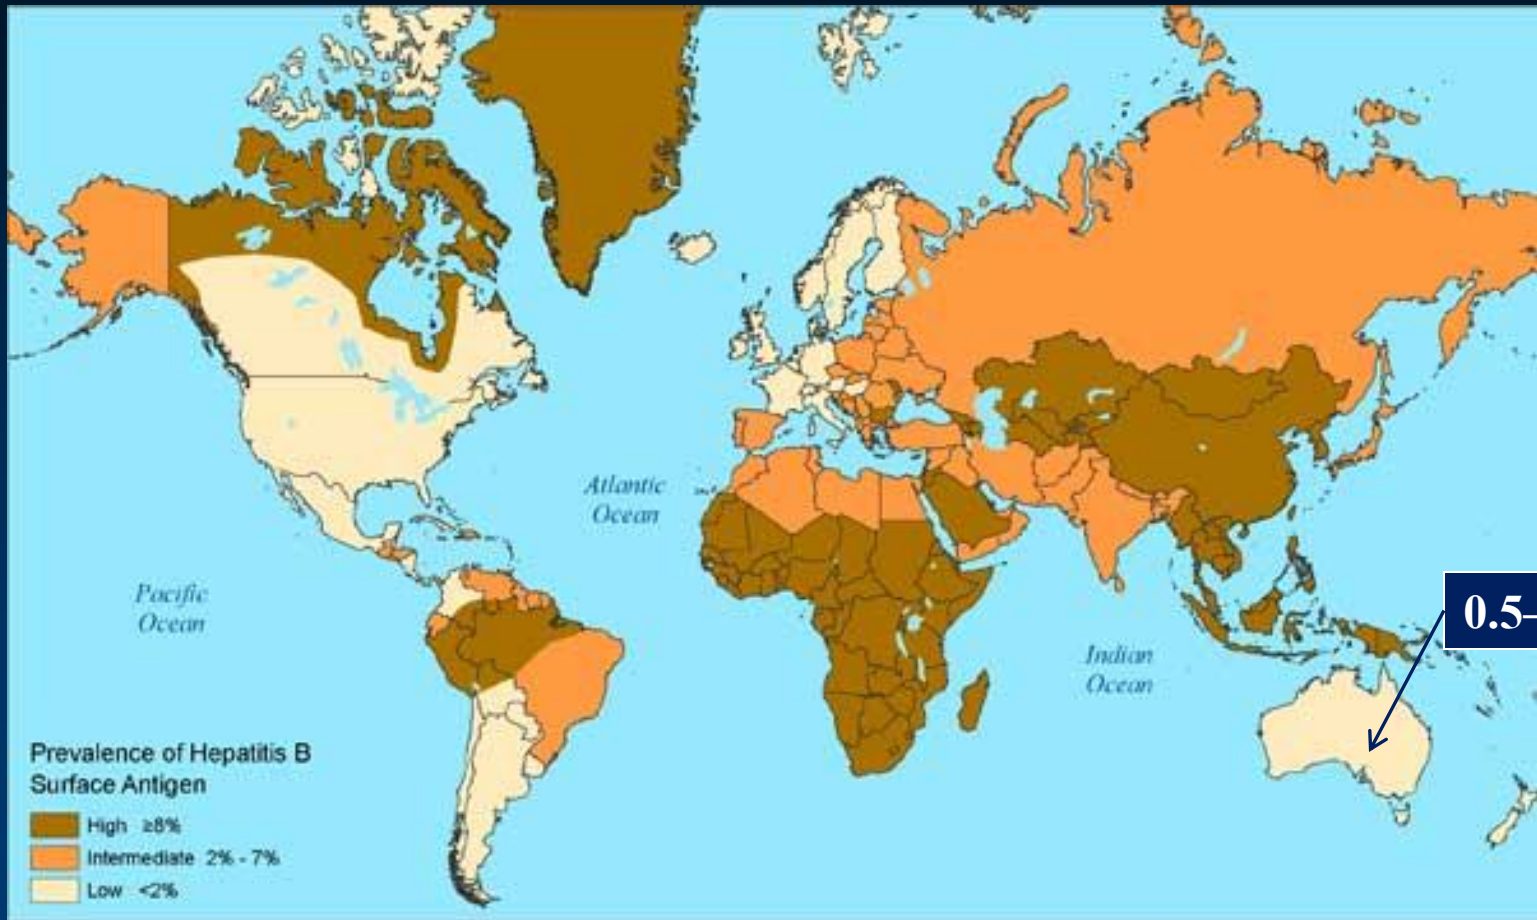 Atlantic
Ocean
Pacific
Ocean
0.5–
Indian
Ocean
Prevalence of Hepatitis B
Surface Antigen
High ≥8%
Intermediate 2% - 7%
Low <2%